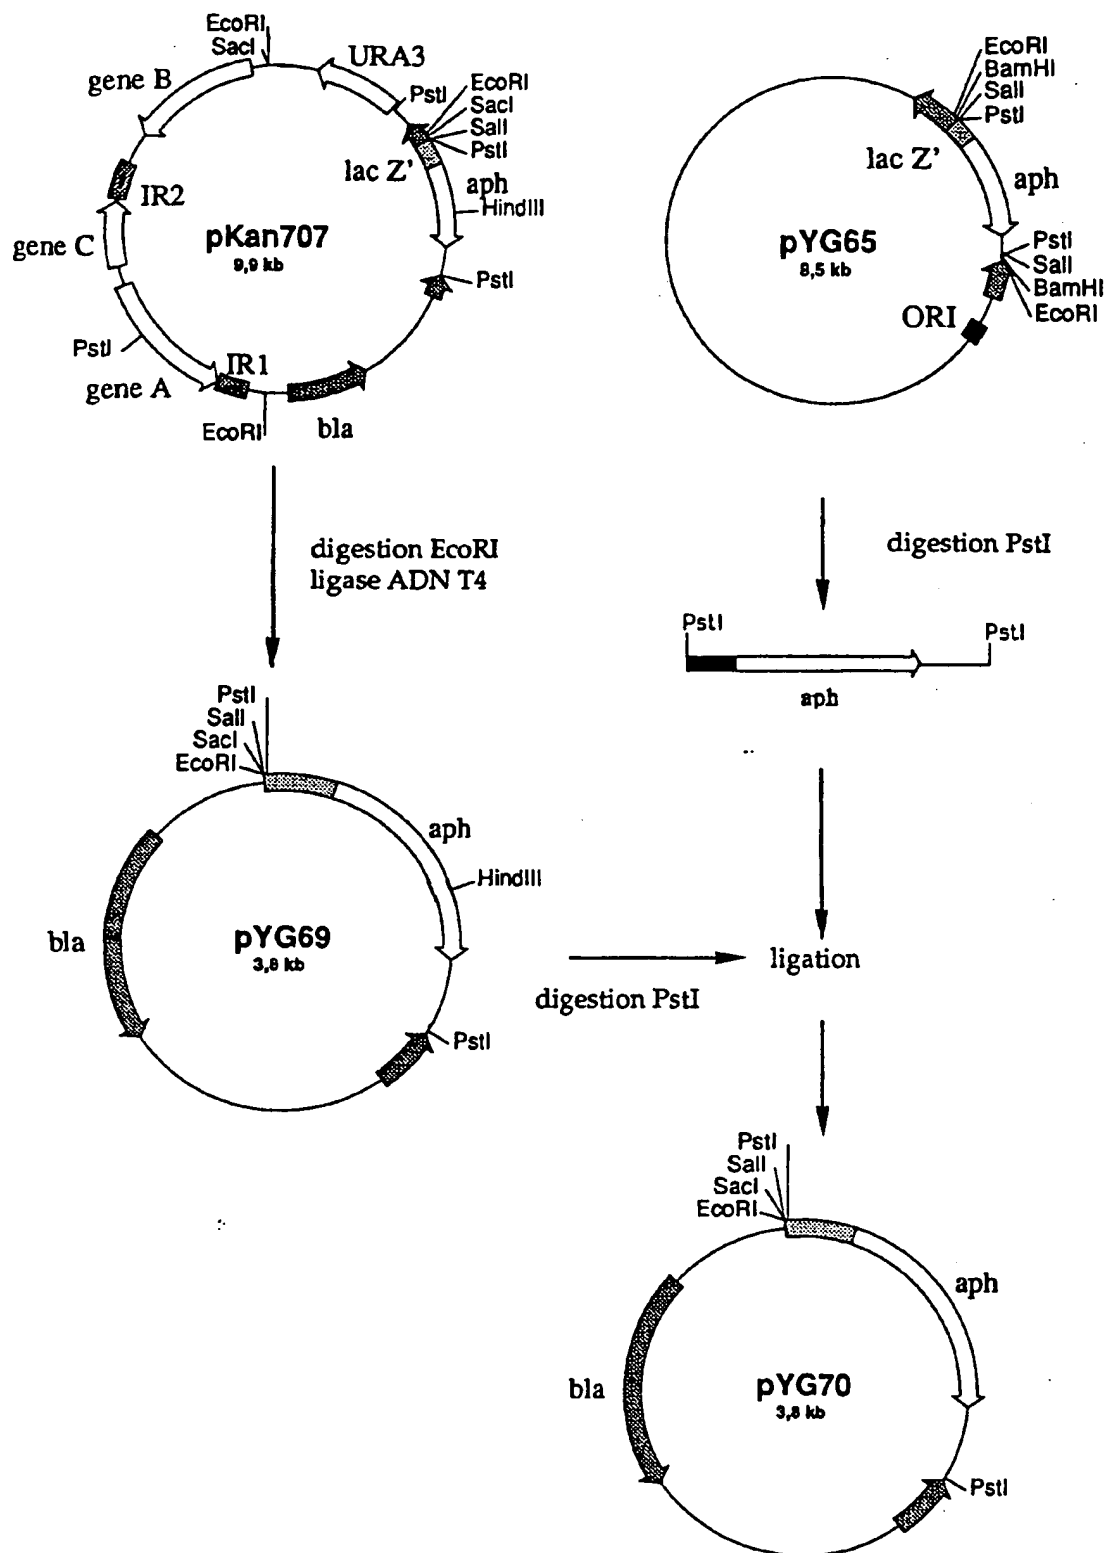 EcoRI
SacI
URA3
gene B
PstI
EcoRI
SacI
SalI
PstI
lac Z'
aph
HindIII
IR2
gene C
pKan707
9,9 kb
PstI
PstI
IR1
gene A
EcoRI
bla
EcoRI
BamHI
SalI
PstI
lac Z'
aph
pYG65
8,5 kb
PstI
SalI
BamHI
EcoRI
ORI
digestion EcoRI
ligase ADN T4
digestion PstI
PstI
PstI
aph
PstI
SalI
SacI
EcoRI
aph
HindIII
bla
pYG69
3,8 kb
PstI
digestion PstI
ligation
PstI
SalI
SacI
EcoRI
aph
bla
pYG70
3,8 kb
PstI